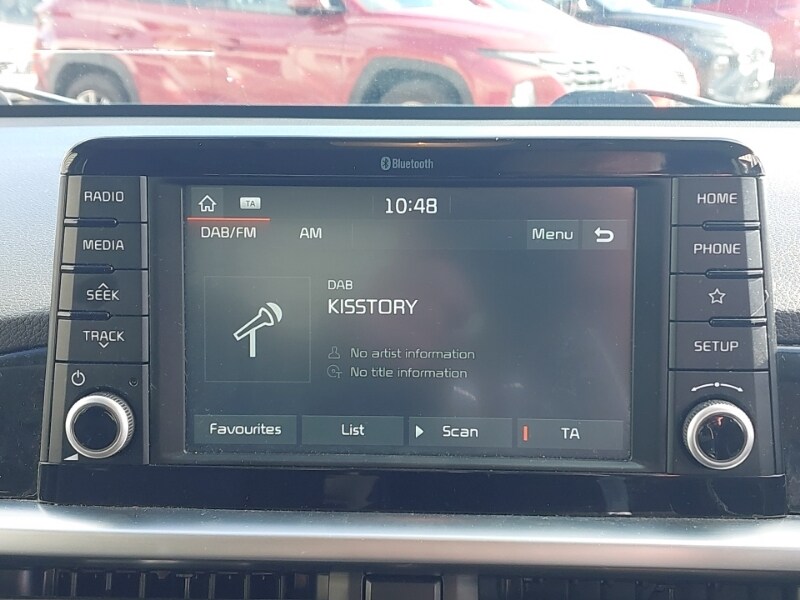 Bluetooth
RADIO
MEDIA
SEEK
TRACK
TA
10:48
DAB/FM
AM
Menu
DAB
KISSTORY
No artist information
No title information
Favourites
List
Scan
TA
HOME
PHONE
SETUP